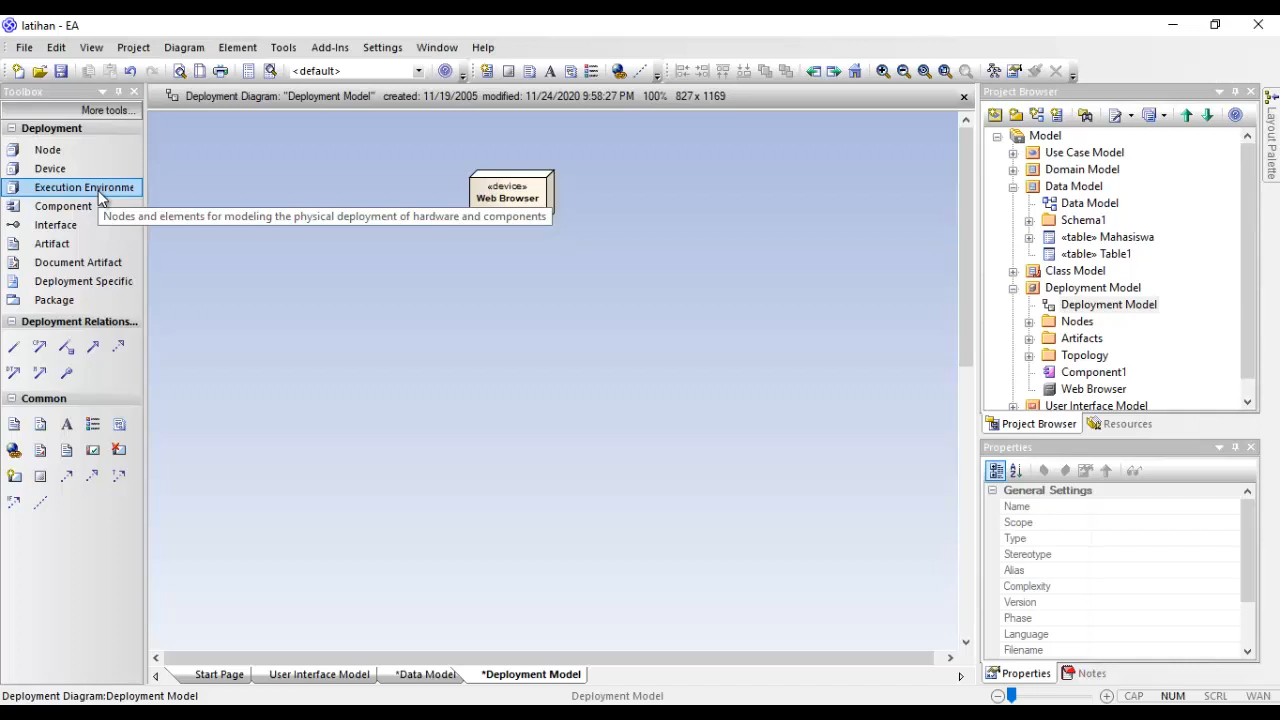 latihan - EA
File Edit View Project Diagram Element Tools Add-Ins Settings Window Help
<default>
Toolbox
More tools...
Deployment
Node
Device
Execution Environme
Component
Interface
Artifact
Document Artifact
Deployment Specific
Package
Deployment Relations...
Common
Deployment Diagram: "Deployment Model" created: 11/19/2005 modified: 11/24/2020 9:58:27 PM 100% 827 x 1169
«device»
Web Browser
Nodes and elements for modeling the physical deployment of hardware and components
Start Page User Interface Model *Data Model *Deployment Model
Project Browser
Model
Use Case Model
Domain Model
Data Model
Data Model
Schema1
«table» Mahasiswa
«table» Table1
Class Model
Deployment Model
Deployment Model
Nodes
Artifacts
Topology
Component1
Web Browser
User Interface Model
Project Browser Resources
Layout Palette
Properties
General Settings
Name
Scope
Type
Stereotype
Alias
Complexity
Version
Phase
Language
Filename
Properties Notes
Deployment Diagram:Deployment Model Deployment Model CAP NUM SCRL WAN